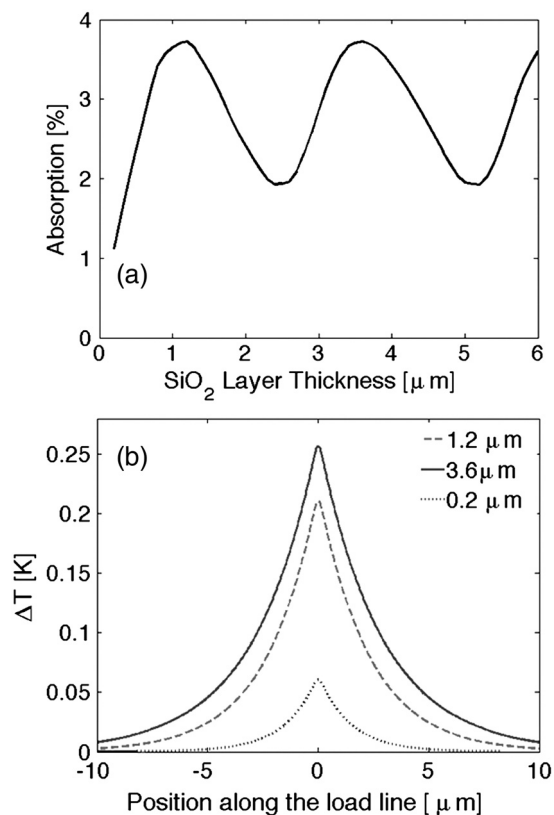 4
3
2
1
0
Absorption [%]
(a)
0 1 2 3 4 5 6
SiO2 Layer Thickness [μ m]
(b)
1.2 μ m
3.6μ m
0.2 μ m
0.25
0.2
0.15
0.1
0.05
0
ΔT [K]
-10 -5 0 5 10
Position along the load line [ μ m]